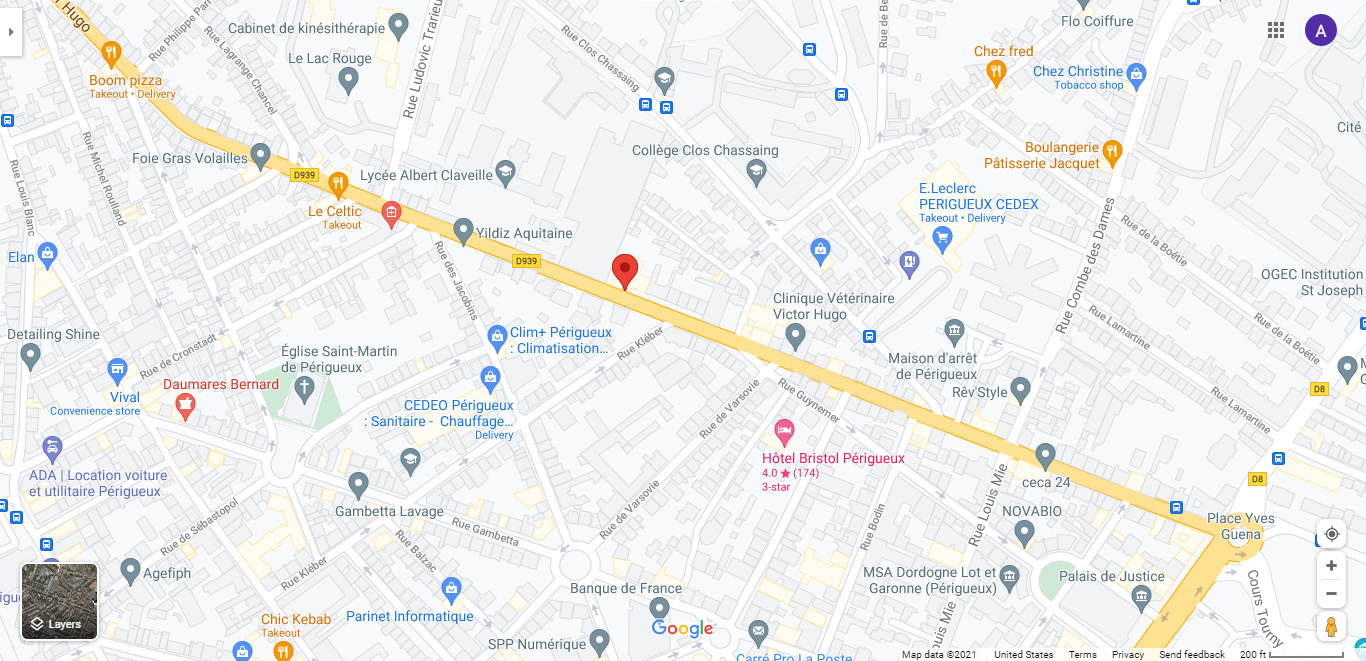 Hugo
Rue Philippe Par
Cabinet de kinésithérapie
Rue Ludovic Trarieu
Flo Coiffure
A
Rue Lagrange Chancel
Le Lac Rouge
Rue Clos Chassaing
Rue de Be
Chez fred
Boom pizza
Takeout • Delivery
Chez Christine
Tobacco shop
Cité
Rue Michel Roulland
Foie Gras Volailles
D939
Lycée Albert Claveille
Collège Clos Chassaing
Boulangerie
Pâtisserie Jacquet
Rue Louis Blanc
Le Celtic
Takeout
Yildiz Aquitaine
E.Leclerc
PERIGUEUX CEDEX
Takeout • Delivery
Rue de la Boétie
Elan
Rue des Jacobins
D939
Rue Combe des Dames
OGEC Institution
St Joseph
Clinique Vétérinaire
Victor Hugo
Rue Lamartine
Rue de la Boétie
Detailing Shine
Rue de Cronstadt
Clim+ Périgueux
: Climatisation...
Rue Kléber
Église Saint-Martin
de Périgueux
Maison d'arrêt
de Périgueux
Rêv'Style
Daumares Bernard
Vival
Convenience store
CEDEO Périgueux
: Sanitaire - Chauffage...
Delivery
Rue de Varsovie
Rue Guynemer
D8
Rue Lamartine
Hôtel Bristol Périgueux
4.0 ★ (174)
3-star
ADA | Location voiture
et utilitaire Périgueux
ceca 24
D8
Rue de Sébastopol
Gambetta Lavage
Rue Gambetta
Rue de Varsovie
Rue Bodin
Rue Louis Mie
NOVABIO
Place Yves
Guena
Rue Balzac
Rue Kléber
Agefiph
Banque de France
MSA Dordogne Lot et
Garonne (Périgueux)
Palais de Justice
Cours Tourny
Layers
Chic Kebab
Takeout
Parinet Informatique
Google
ouis Mie
SPP Numérique
Carré Pro La Poste
Map data ©2021
United States
Terms
Privacy
Send feedback
200 ft